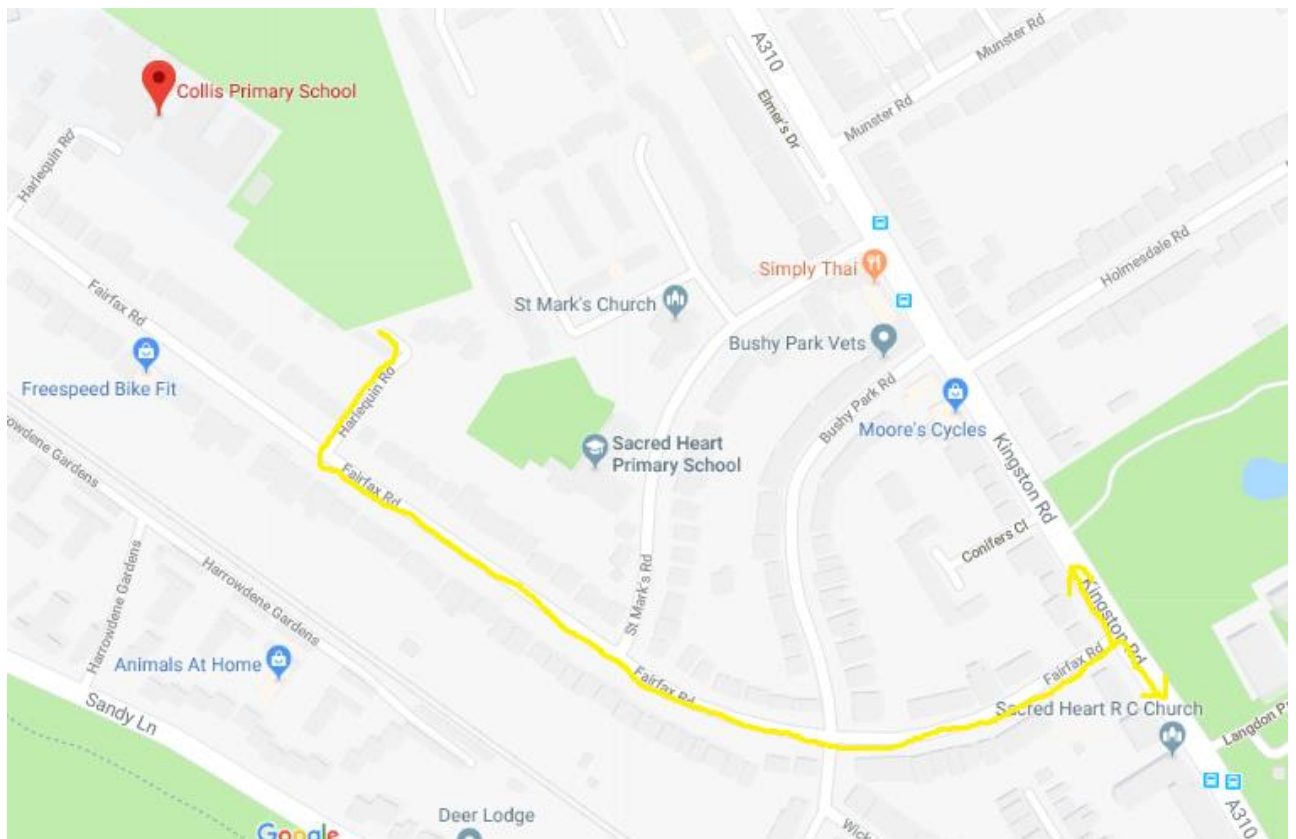 A310
Munster Rd
Elmer's Dr
Munster Rd
Collis Primary School
Harlequin Rd
Holmesdale Rd
Simply Thai
St Mark's Church
Fairfax Rd
Bushy Park Vets
Freespeed Bike Fit
Harlequin Rd
Bushy Park Rd
Moore's Cycles
Sacred Heart
Primary School
Kingston Rd
Fairfax Rd
owdene Gardens
Conifers Cl
Harrowdene Gardens
Harrowdene Gardens
St Mark's Rd
Kingston Rd
Animals At Home
Fairfax Rd
Fairfax Rd
Sandy Ln
Sacred Heart R C Church
Langdon P
Deer Lodge
A310
Wick
Google